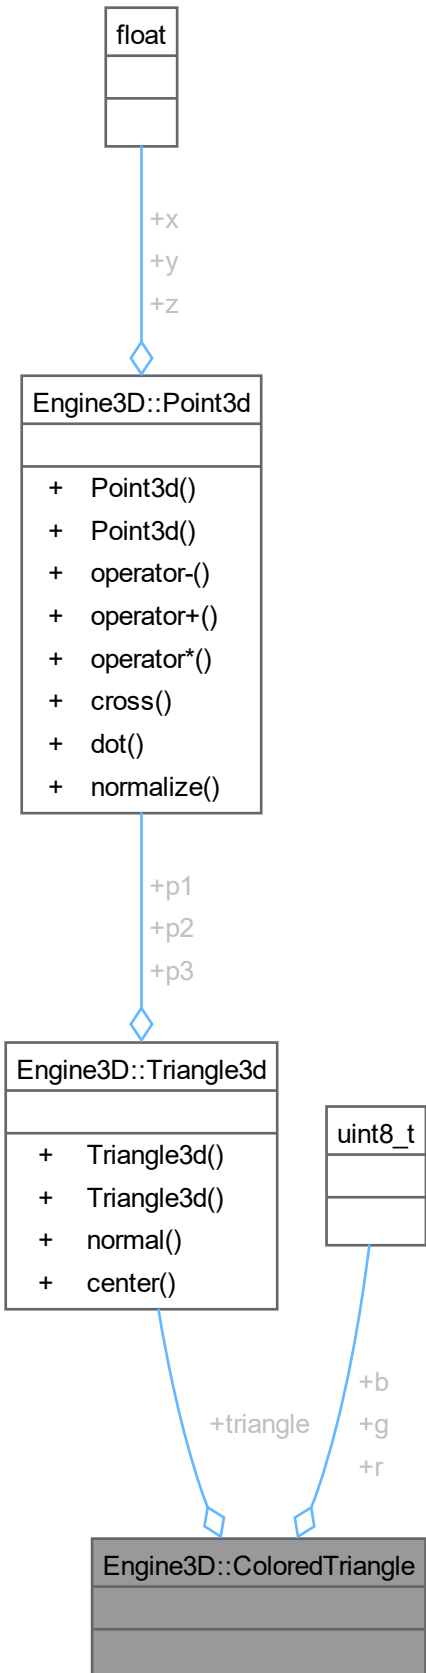 float
+x
+y
+z
Engine3D::Point3d
+ Point3d()
+ Point3d()
+ operator-()
+ operator+()
+ operator*()
+ cross()
+ dot()
+ normalize()
+p1
+p2
+p3
Engine3D::Triangle3d
+ Triangle3d()
+ Triangle3d()
+ normal()
+ center()
uint8_t
+triangle
+b
+g
+r
Engine3D::ColoredTriangle